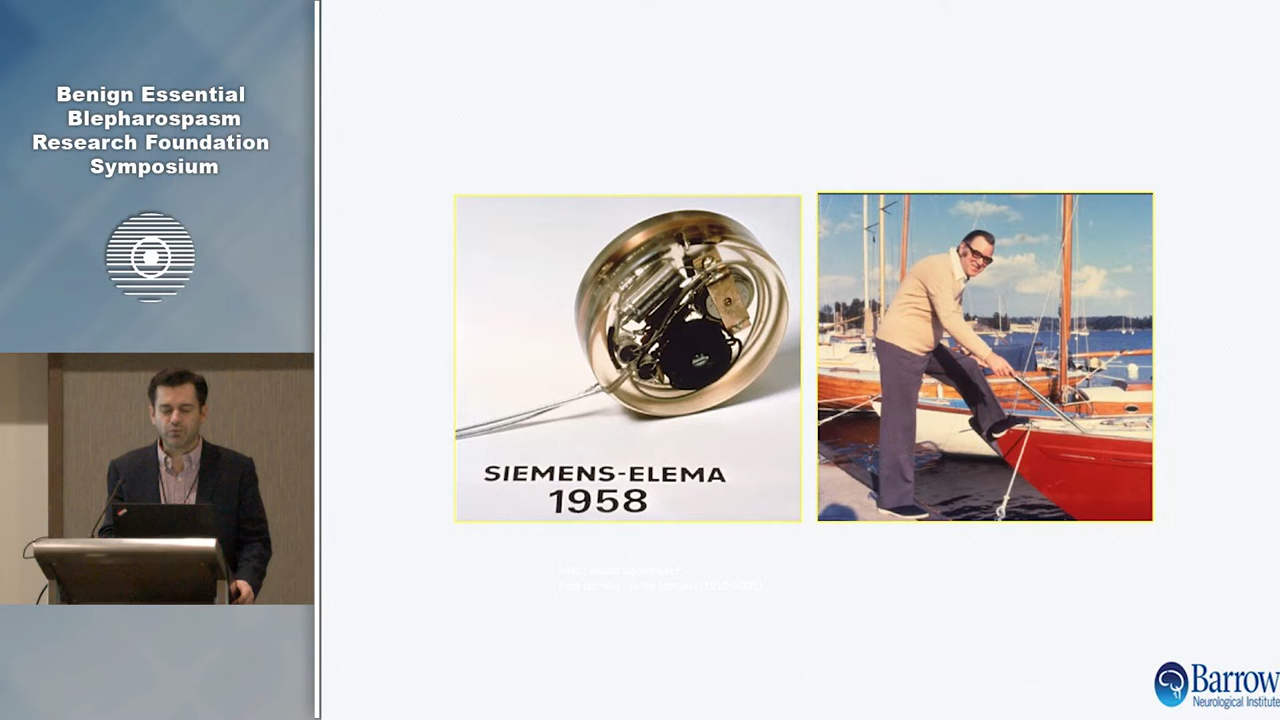 Benign Essential
Blepharospasm
Research Foundation
Symposium
SIEMENS-ELEMA
1958
Barrow
Neurological Institute